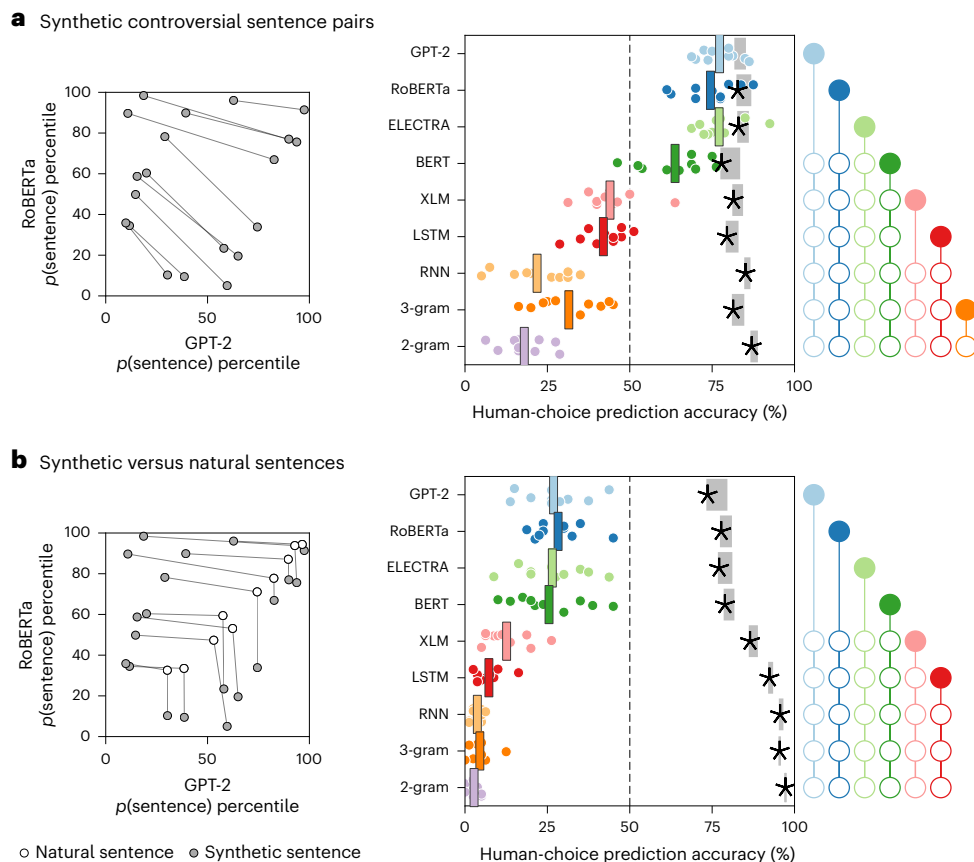 a Synthetic controversial sentence pairs
RoBERTa
p(sentence) percentile
100
80
60
40
20
0
0
50
100
GPT-2
p(sentence) percentile
GPT-2
RoBERTa
ELECTRA
BERT
XLM
LSTM
RNN
3-gram
2-gram
0
25
50
75
100
Human-choice prediction accuracy (%)
b Synthetic versus natural sentences
RoBERTa
p(sentence) percentile
100
80
60
40
20
0
0
50
100
GPT-2
p(sentence) percentile
Natural sentence
Synthetic sentence
GPT-2
RoBERTa
ELECTRA
BERT
XLM
LSTM
RNN
3-gram
2-gram
0
25
50
75
100
Human-choice prediction accuracy (%)